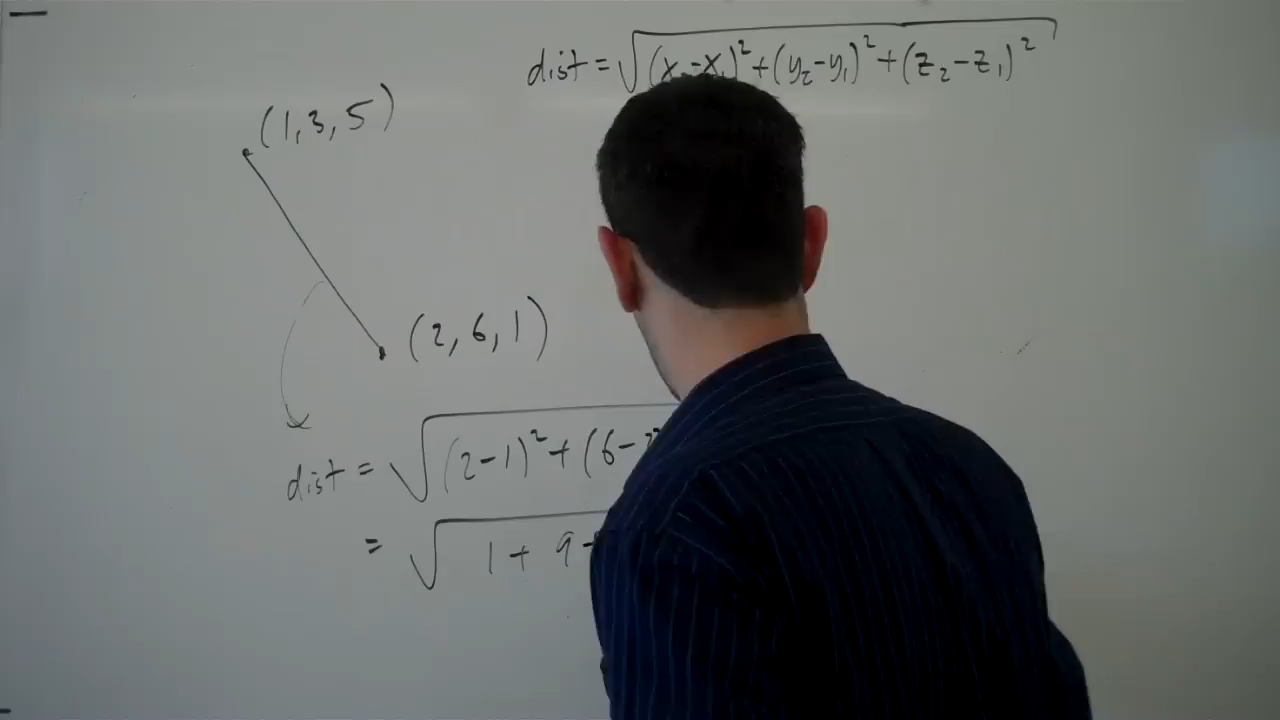 dist = √(x₂-x₁)² + (y₂-y₁)² + (z₂-z₁)²
(1, 3, 5)
(2, 6, 1)
dist = √(2-1)² + (6-
= √1 + 9